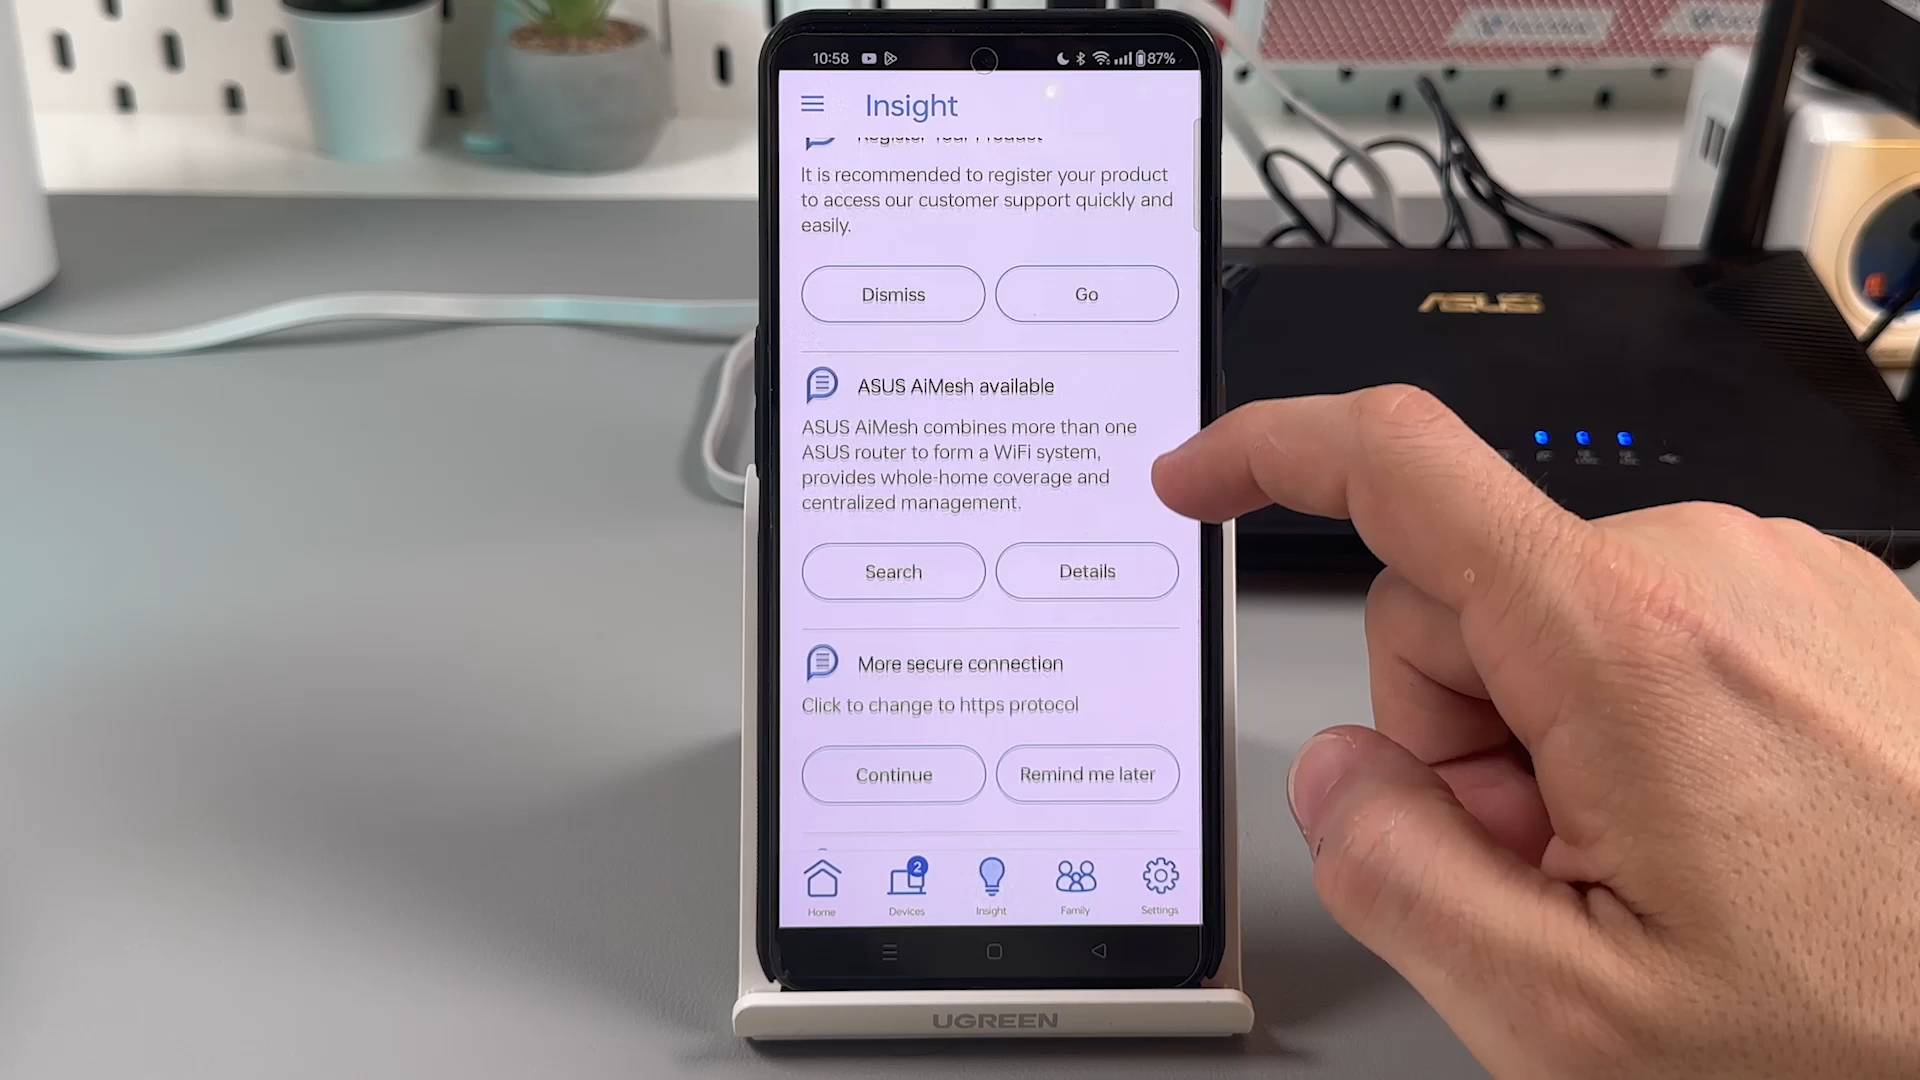 10:58
87%
Insight
Register Your Product
It is recommended to register your product
to access our customer support quickly and
easily.
Dismiss
Go
ASUS AiMesh available
ASUS AiMesh combines more than one
ASUS router to form a WiFi system,
provides whole-home coverage and
centralized management.
Search
Details
More secure connection
Click to change to https protocol
Continue
Remind me later
2
Home
Devices
Insight
Family
Settings
UGREEN
ASUS